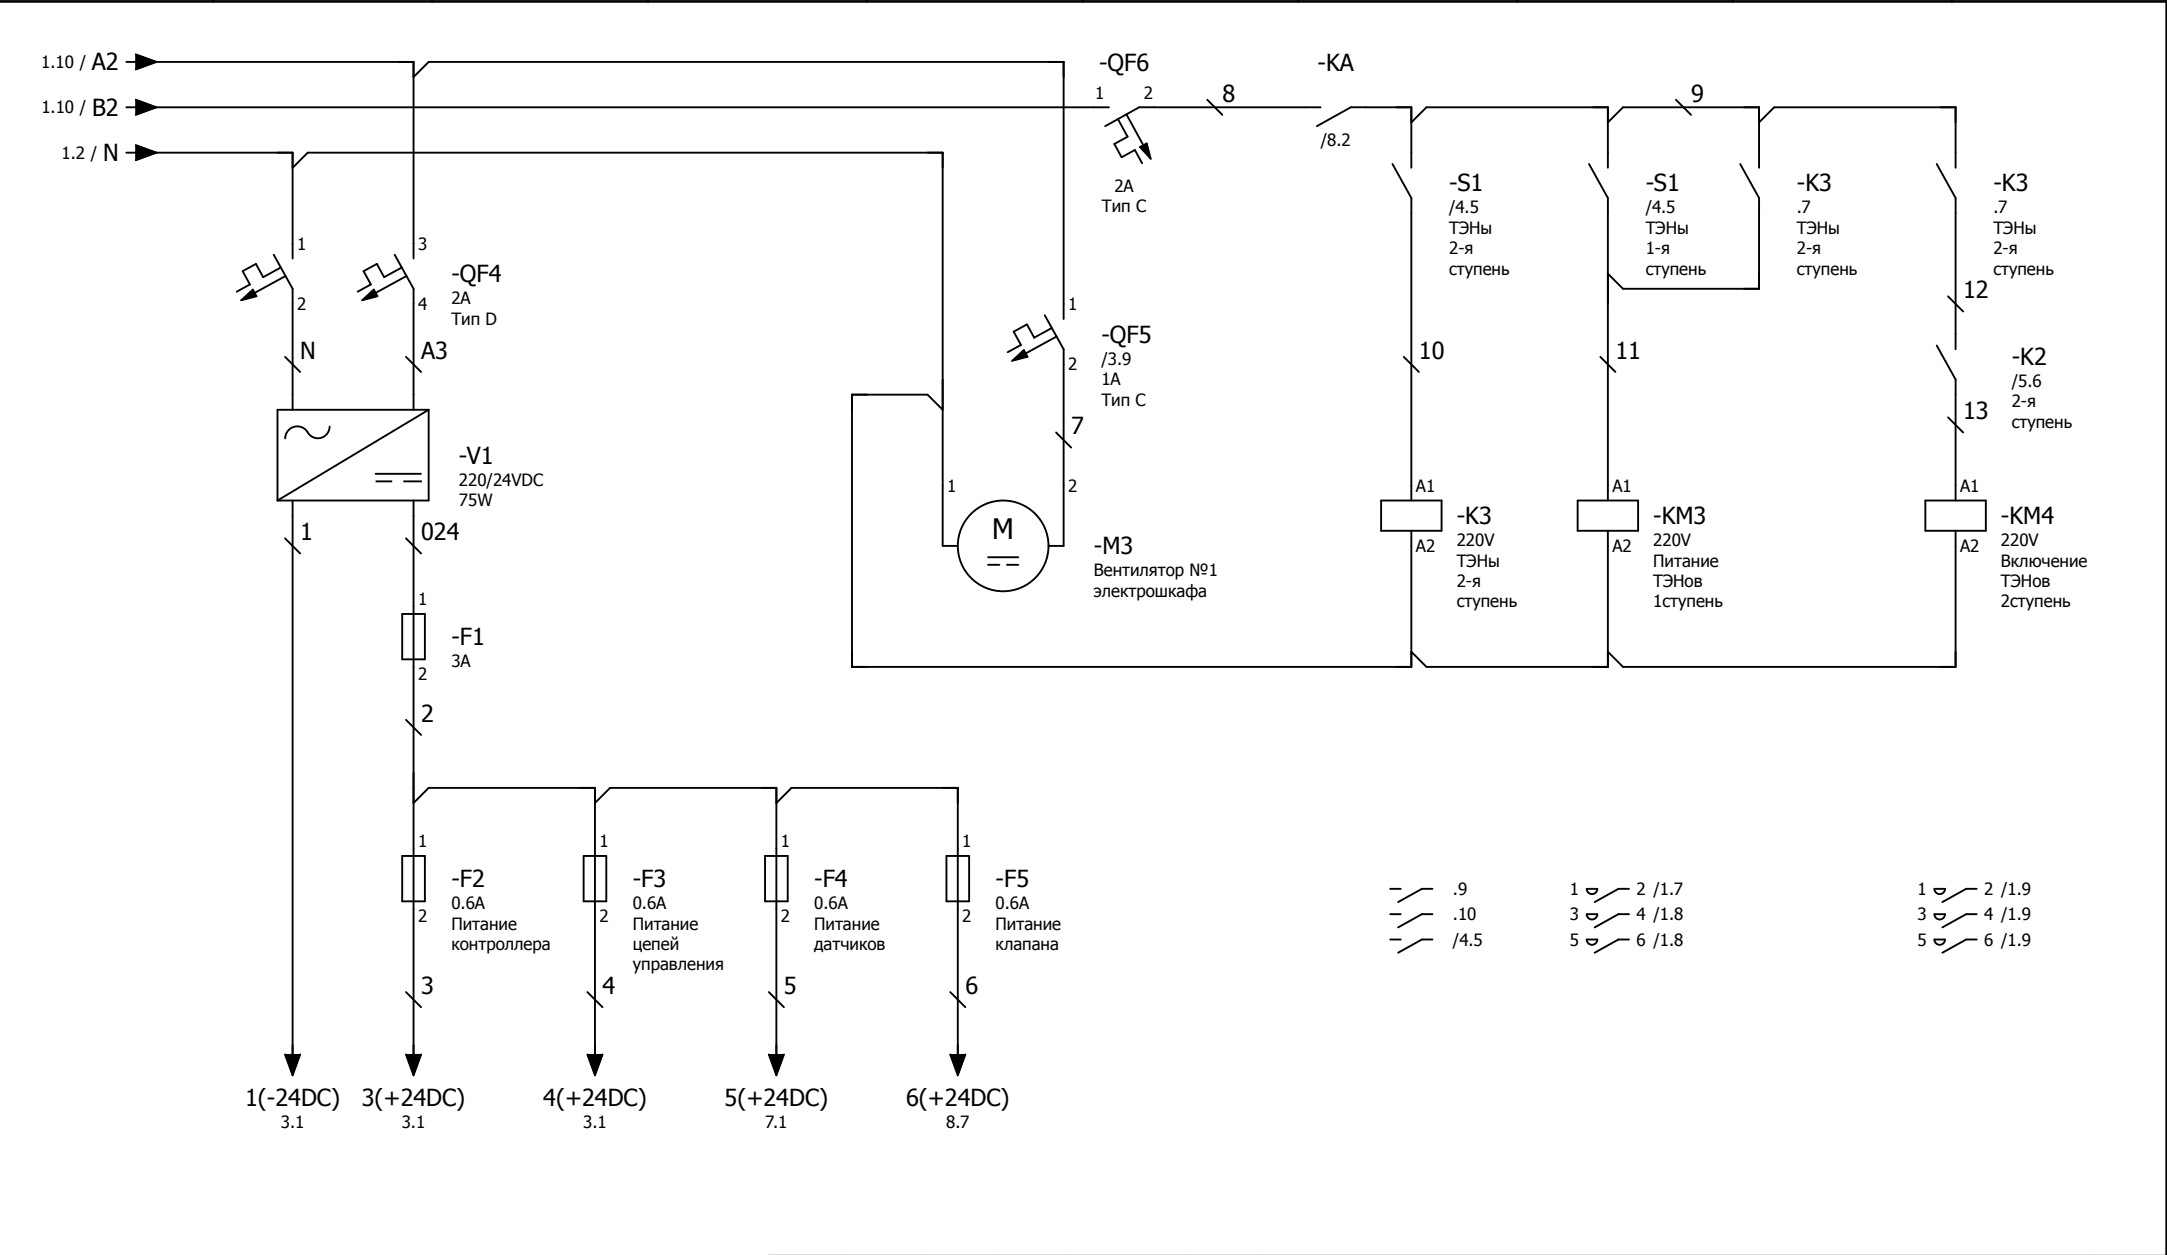 1.10 / A2
1.10 / B2
1.2 / N
-QF6
1 2
2A
Тип C
8
-KA
/8.2
9
-S1
/4.5
ТЭНы
2-я
ступень
-S1
/4.5
ТЭНы
1-я
ступень
-K3
.7
ТЭНы
2-я
ступень
-K3
.7
ТЭНы
2-я
ступень
12
-K2
/5.6
2-я
ступень
13
1
2
3
4
-QF4
2A
Тип D
N
A3
1
2
-QF5
/3.9
1A
Тип C
7
10
11
-V1
220/24VDC
75W
1
024
1
2
M
-M3
Вентилятор №1
электрошкафа
A1
A2
-K3
220V
ТЭНы
2-я
ступень
A1
A2
-KM3
220V
Питание
ТЭНов
1ступень
A1
A2
-KM4
220V
Включение
ТЭНов
2ступень
1
2
-F1
3A
2
1
2
-F2
0.6A
Питание
контроллера
3
1
2
-F3
0.6A
Питание
цепей
управления
4
1
2
-F4
0.6A
Питание
датчиков
5
1
2
-F5
0.6A
Питание
клапана
6
.9
.10
/4.5
1 2 /1.7
3 4 /1.8
5 6 /1.8
1 2 /1.9
3 4 /1.9
5 6 /1.9
1(-24DC)
3.1
3(+24DC)
3.1
4(+24DC)
3.1
5(+24DC)
7.1
6(+24DC)
8.7